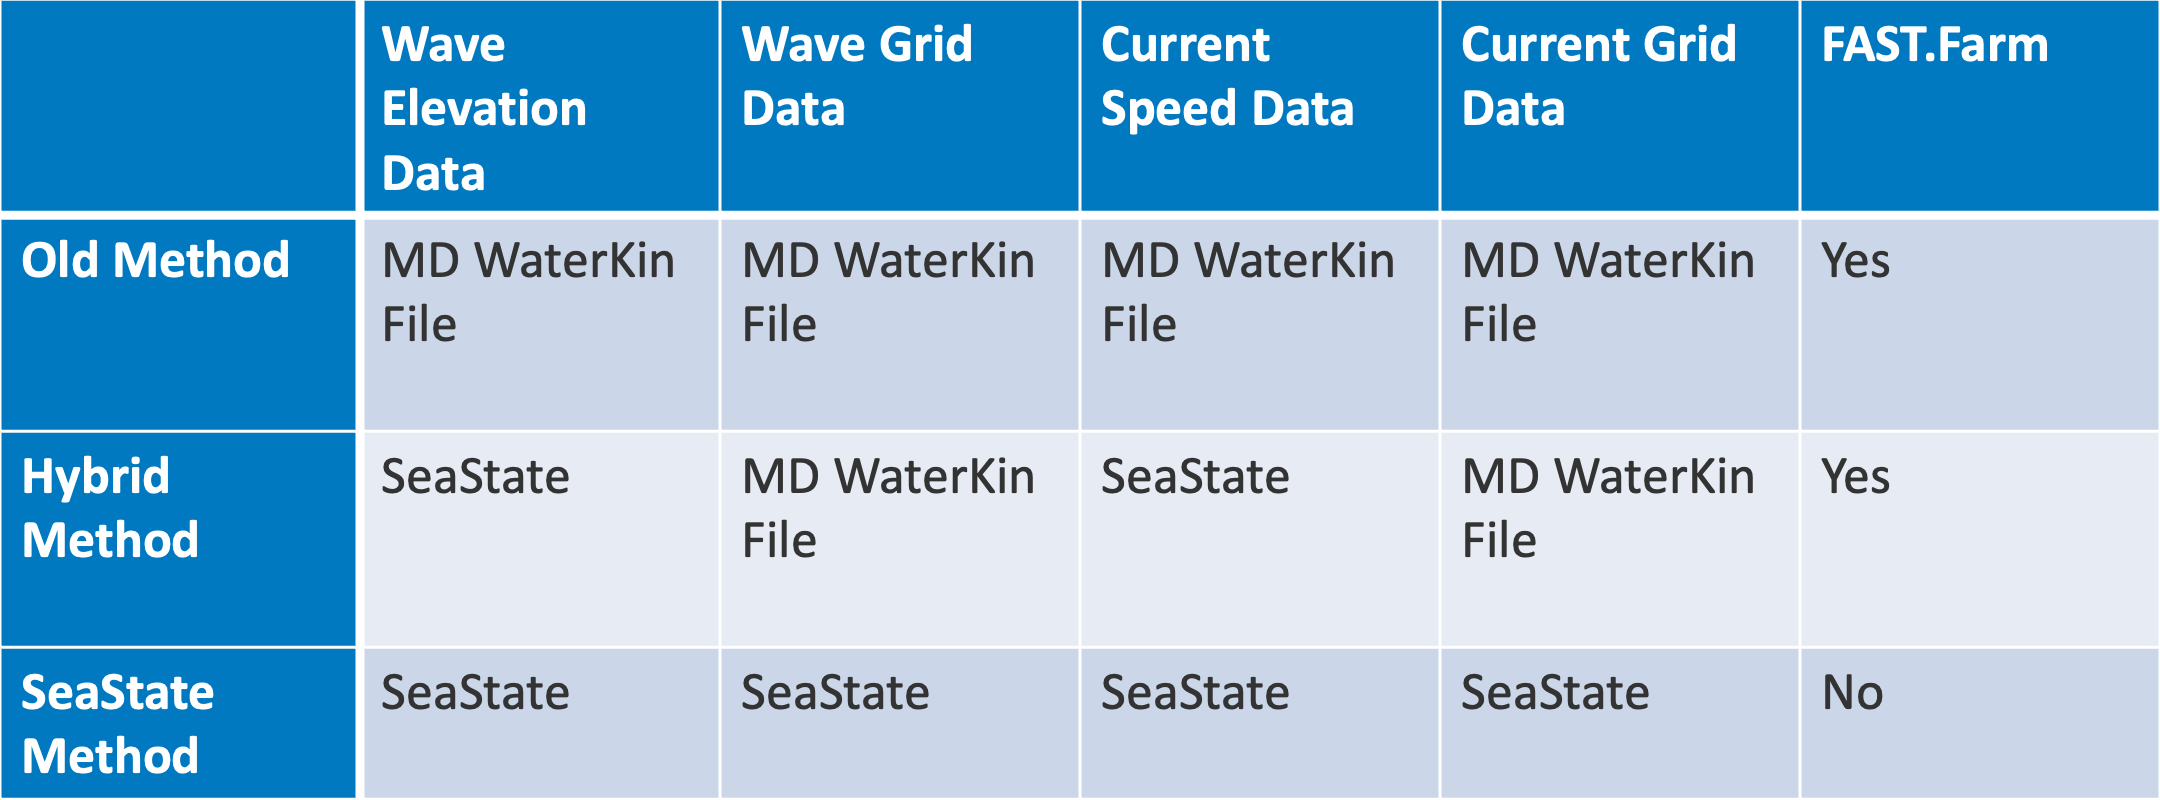 Wave
Elevation
Data
Wave Grid
Data
Current
Speed Data
Current Grid
Data
FAST.Farm
Old Method
MD WaterKin
File
MD WaterKin
File
MD WaterKin
File
MD WaterKin
File
Yes
Hybrid
Method
SeaState
MD WaterKin
File
SeaState
MD WaterKin
File
Yes
SeaState
Method
SeaState
SeaState
SeaState
SeaState
No